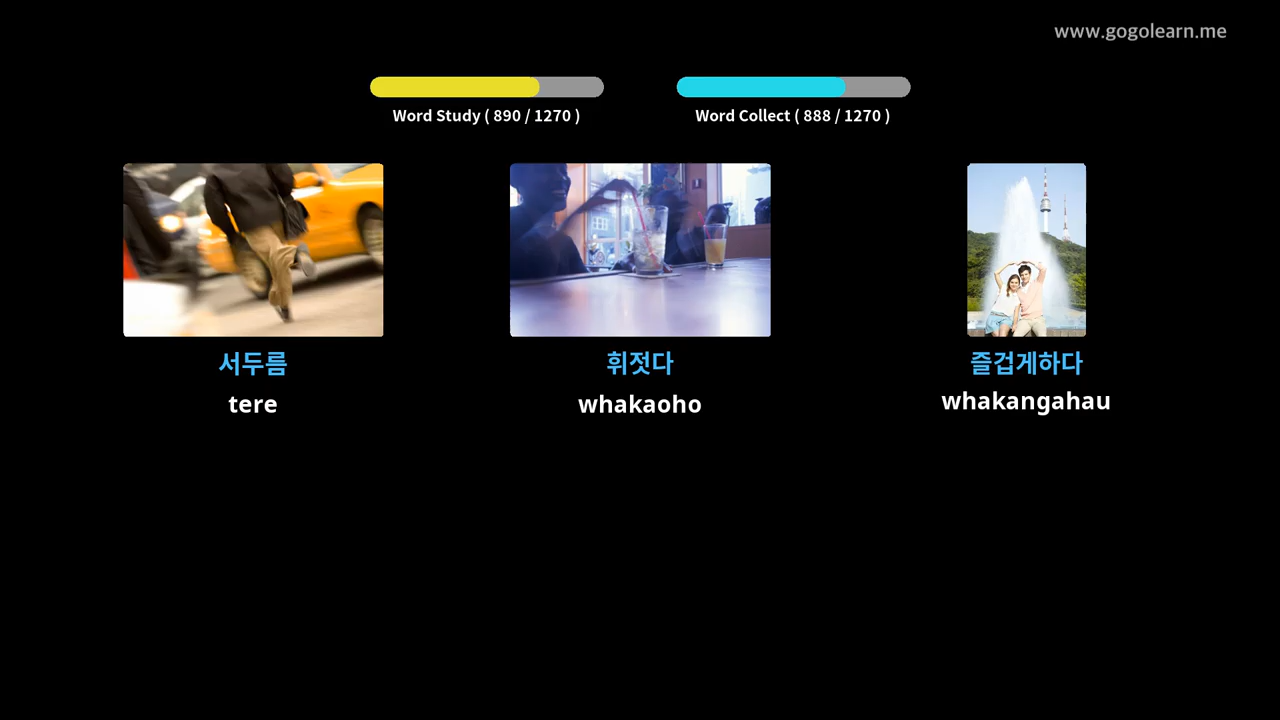 www.gogolearn.me
Word Study ( 890 / 1270 )
Word Collect ( 888 / 1270 )
서두름
휘젓다
즐겁게하다
tere
whakaoho
whakangahau